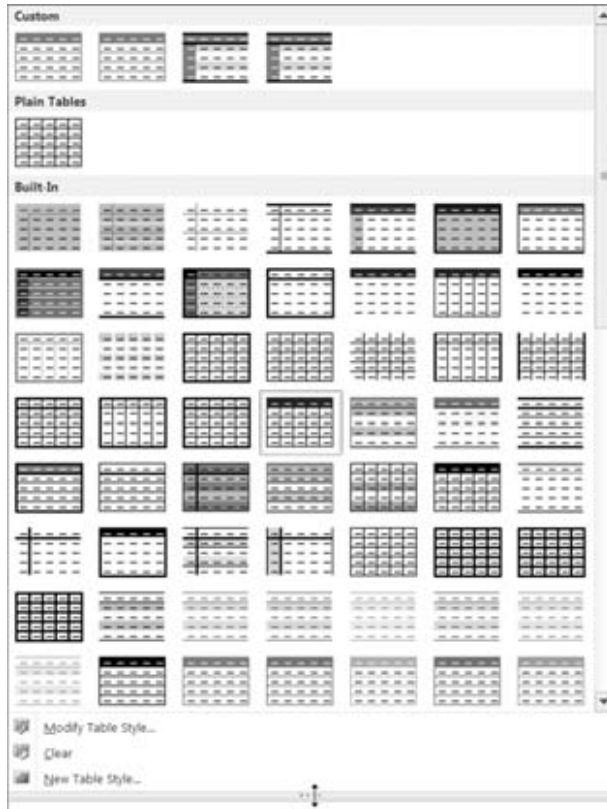 Custom
Plain Tables
Built-In
Modify Table Style...
Clear
New Table Style...